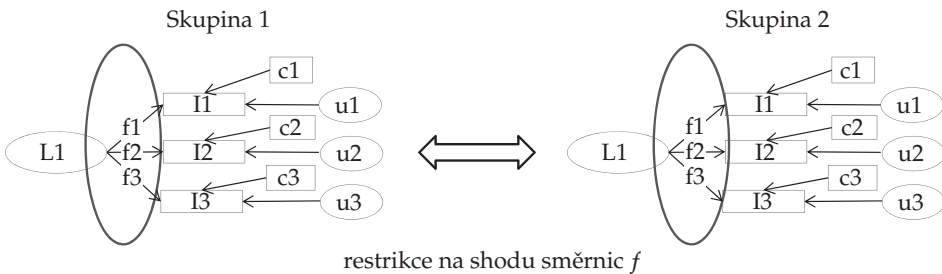 Skupina 1
Skupina 2
c1
I1
u1
f1
c2
L1
f2
I2
u2
f3
c3
I3
u3
c1
I1
u1
f1
c2
L1
f2
I2
u2
f3
c3
I3
u3
restrikce na shodu směrnic f